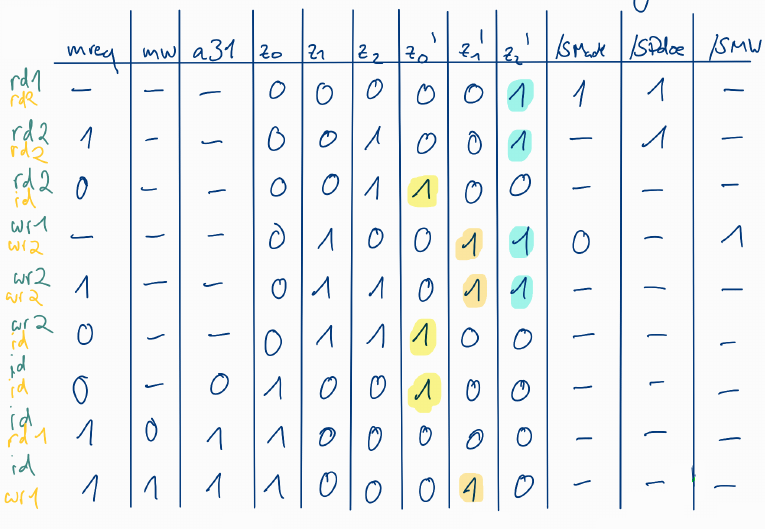 mreq mw a31 z0 z1 z2 z0' z1' z2' /SMade /SPdoe /SMW
rd1 — — — 0 0 0 0 0 1 1 1 —
rd2
rd2 1 - — 0 0 1 0 0 1 — 1 —
rd2
rd2 0 — - 0 0 1 1 0 0 — — —
id
wr1 — — — 0 1 0 0 1 1 0 — 1
wr2
wr2 1 — — 0 1 1 0 1 1 — — —
wr2
wr2 0 — — 0 1 1 1 0 0 — — -
id
id 0 — 0 1 0 0 1 0 0 — — —
id
id 1 0 1 1 0 0 0 0 0 — — —
rd1
id 1 1 1 1 0 0 0 1 0 — — —
wr1